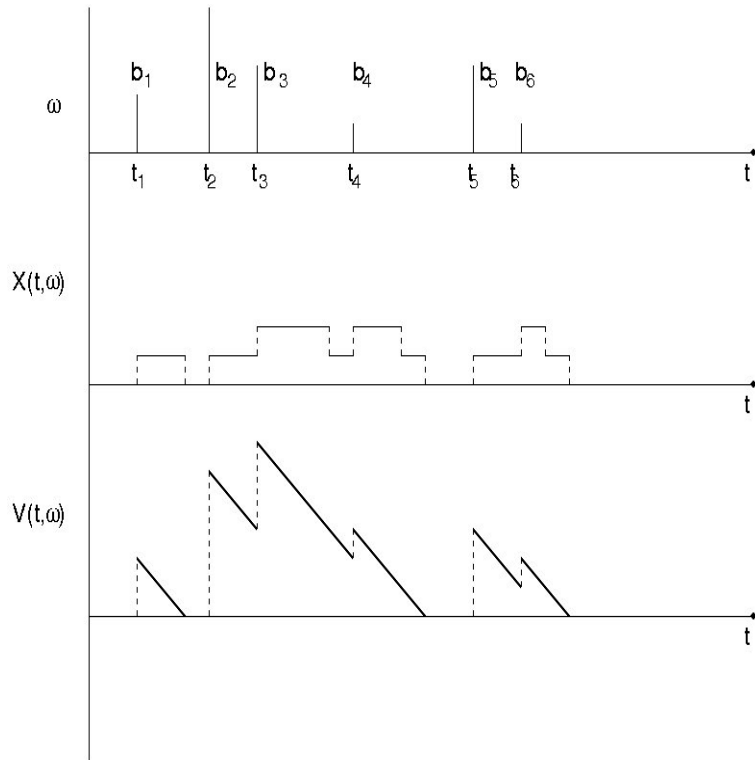 b₁ b₂ b₃ b₄ b₅ b₆
ω
t₁ t₂ t₃ t₄ t₅ t₆ t
X(t,ω)
t
V(t,ω)
t